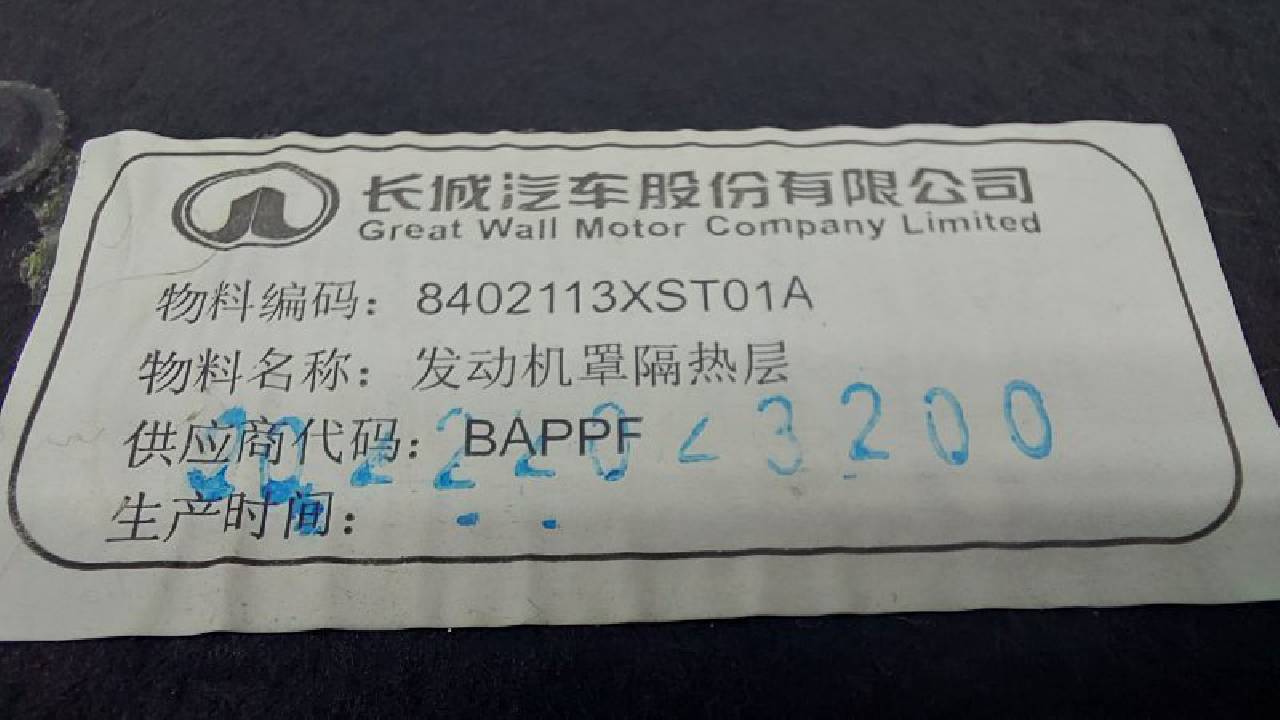 长城汽车股份有限公司
Great Wall Motor Company Limited
物料编码：8402113XST01A
物料名称：发动机罩隔热层
供应商代码：BAPPF
生产时间：